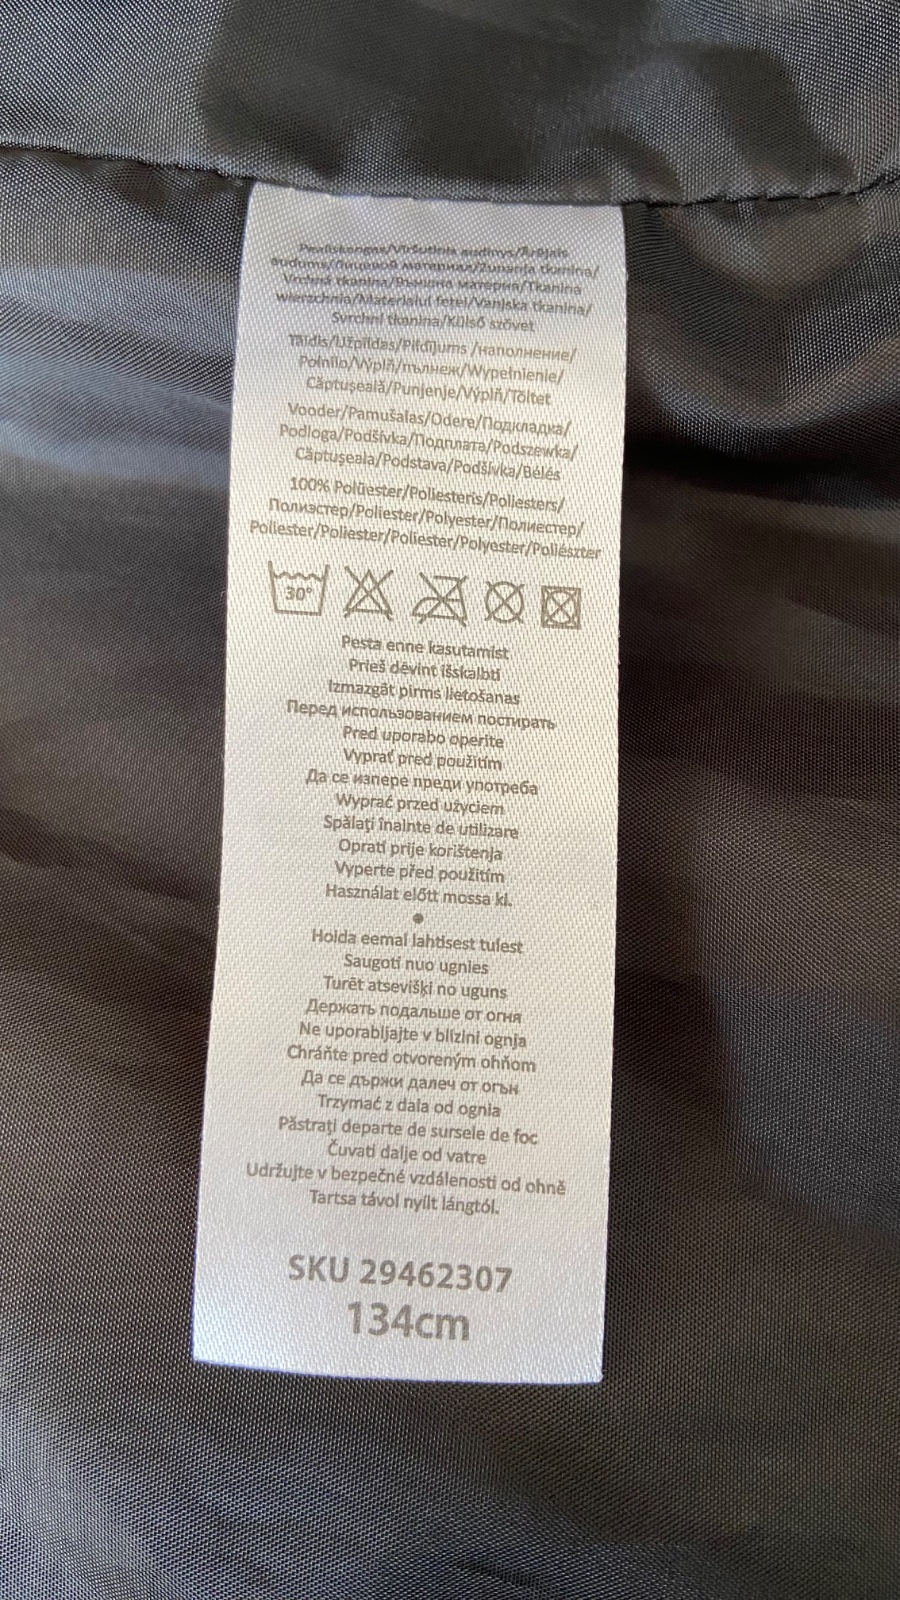 Pealiskangas/Viršutinis audinys/Ārējais
audums/Лицевой материал/Zunanja tkanina/
Vrchná tkanina/Външна материя/Tkanina
wierzchnia/Materialul feței/Vanjska tkanina/
Svrchní tkanina/Külső szövet
Täidis/Užpildas/Pildījums /наполнение/
Polnilo/Výplň/пълнеж/Wypełnienie/
Căptușeală/Punjenje/Výplň/Töltet
Vooder/Pamušalas/Odere/Подкладка/
Podloga/Podšívka/Подплата/Podszewka/
Căptușeala/Podstava/Podšívka/Bélés
100% Polüester/Poliesteris/Poliesters/
Полиэстер/Poliester/Polyester/Полиестер/
Poliester/Poliester/Poliester/Polyester/Poliészter
30°
Pesta enne kasutamist
Prieš dėvint išskalbti
Izmazgāt pirms lietošanas
Перед использованием постирать
Pred uporabo operite
Vyprať pred použitím
Да се изпере преди употреба
Wyprać przed użyciem
Spălați înainte de utilizare
Oprati prije korištenja
Vyperte před použitím
Használat előtt mossa ki.
•
Hoida eemal lahtisest tulest
Saugoti nuo ugnies
Turēt atsevišķi no uguns
Держать подальше от огня
Ne uporabljajte v blizini ognja
Chráňte pred otvoreným ohňom
Да се държи далеч от огън
Trzymać z dala od ognia
Păstrați departe de sursele de foc
Čuvati dalje od vatre
Udržujte v bezpečné vzdálenosti od ohně
Tartsa távol nyílt lángtól.
SKU 29462307
134cm